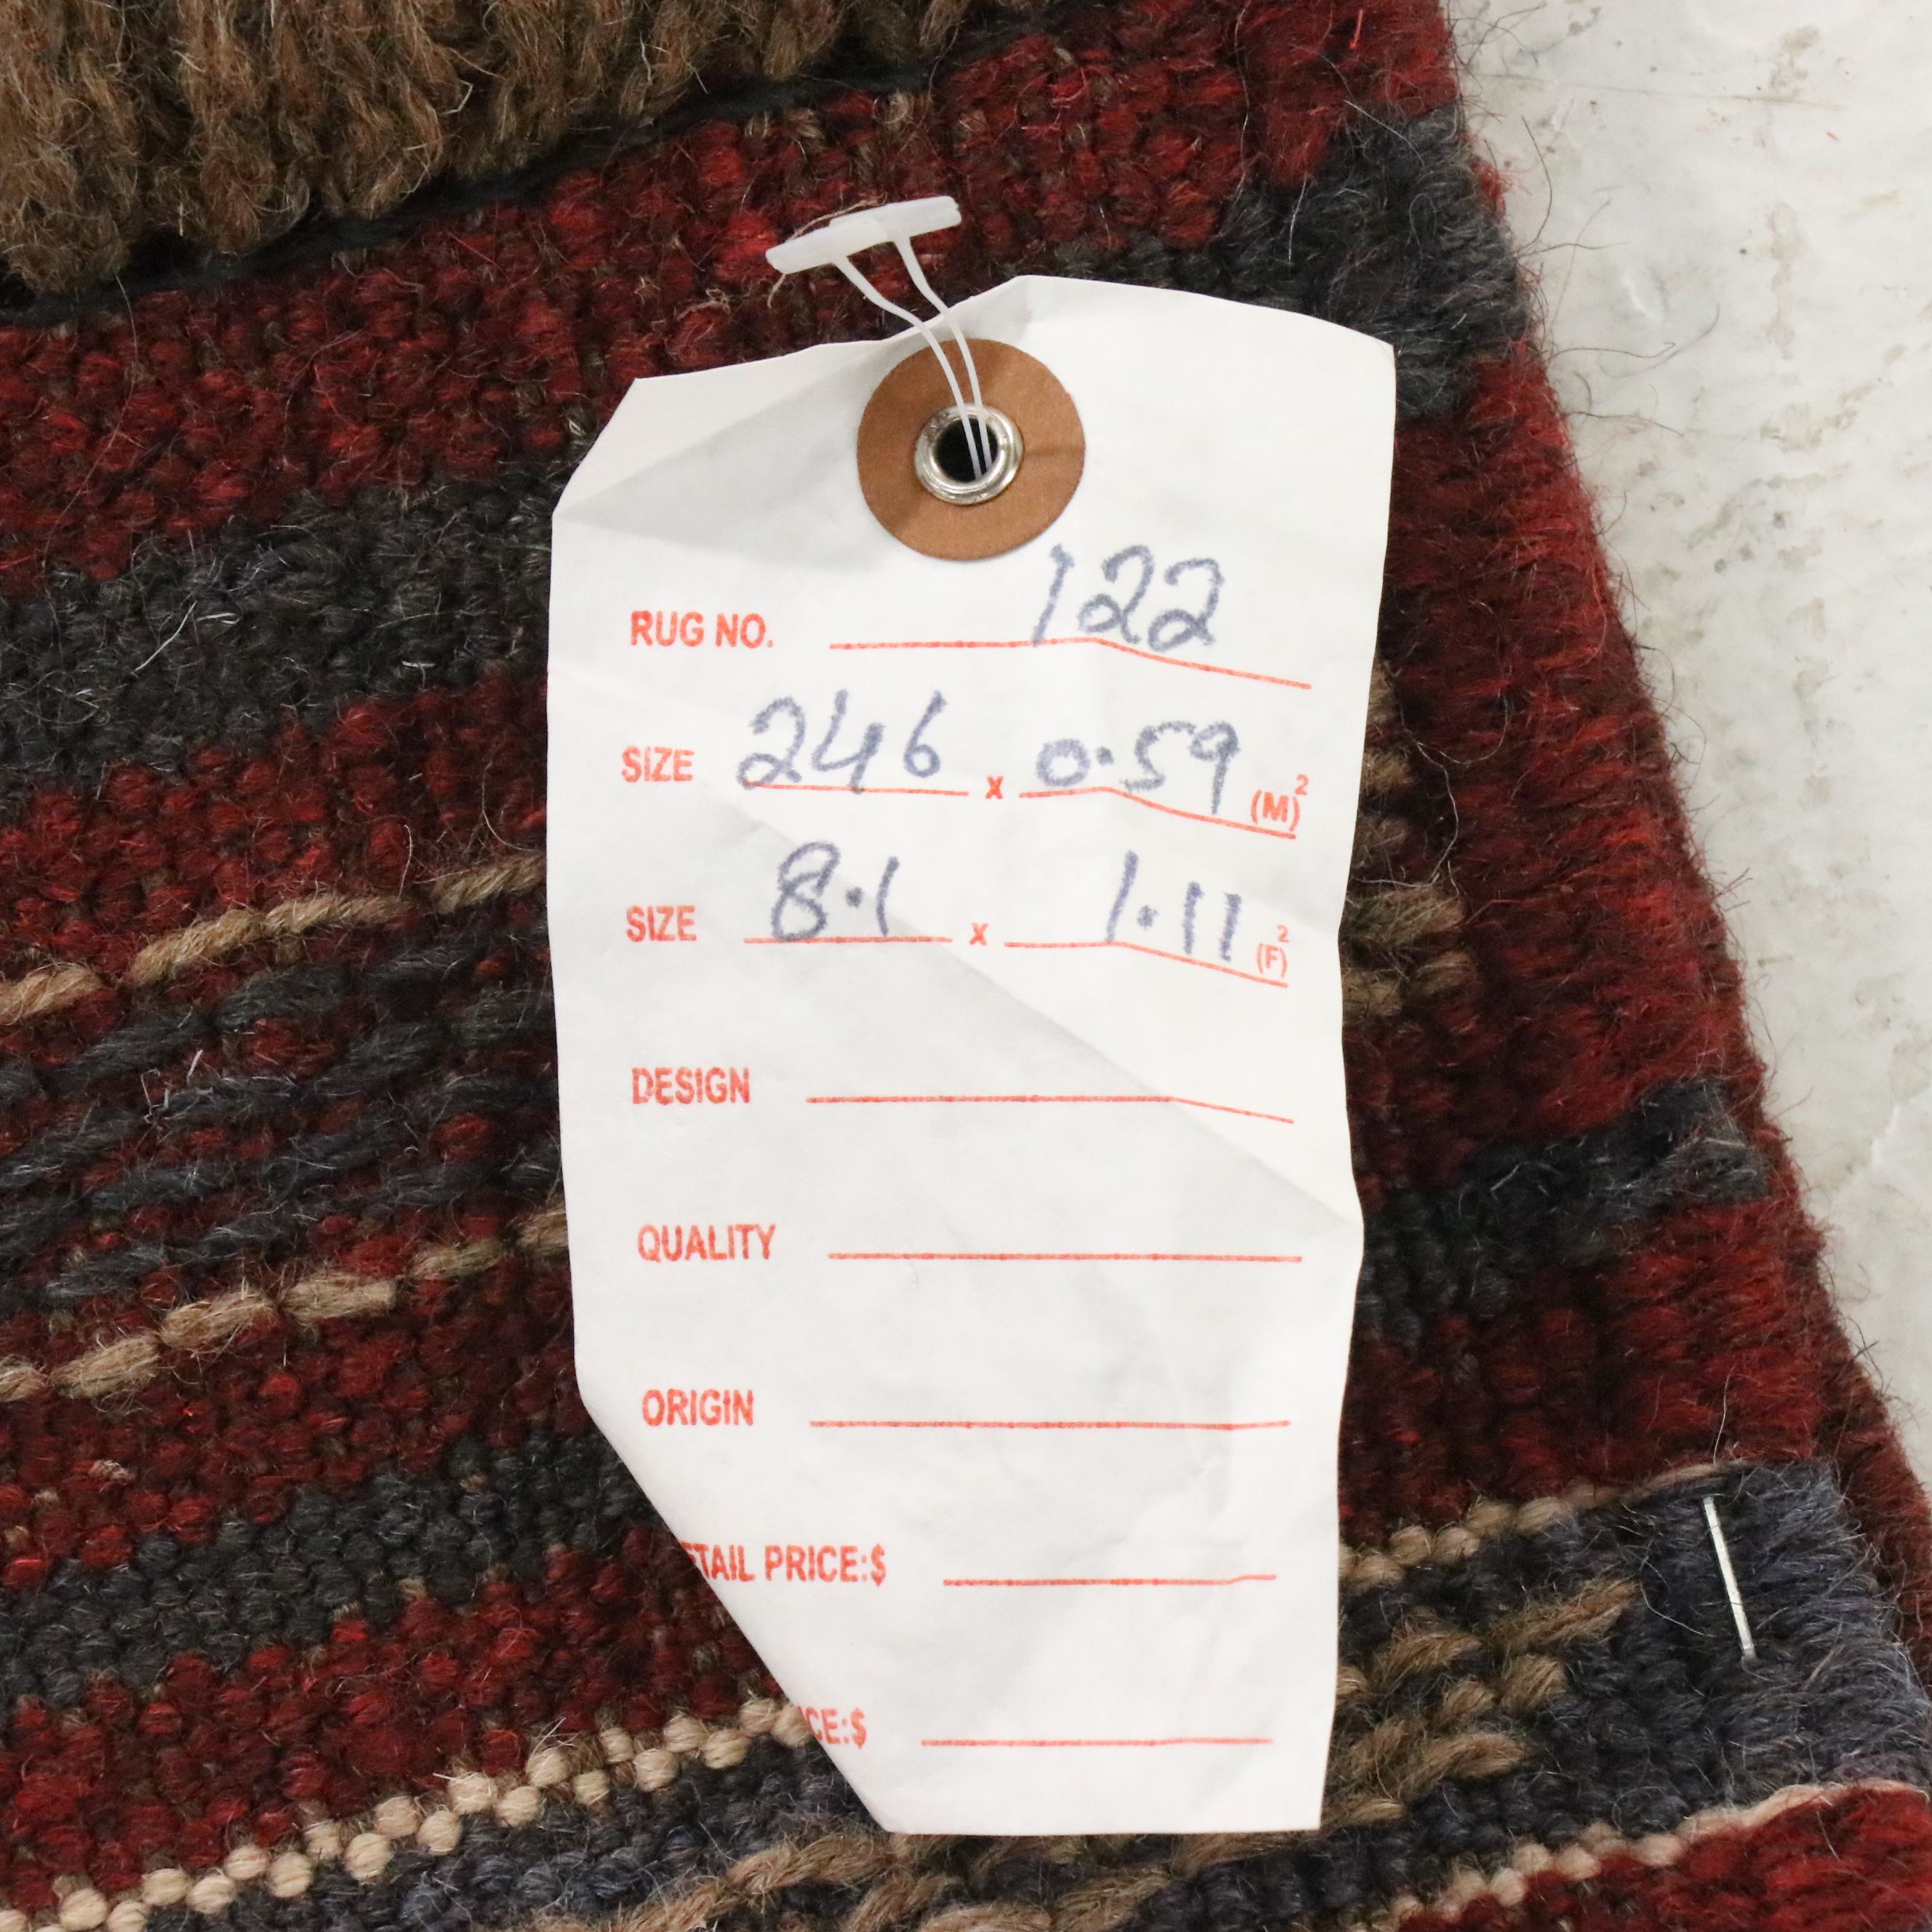 RUG NO. 122
SIZE 246 x 0.59 (M)²
SIZE 8.1 x 1.11 (F)²
DESIGN
QUALITY
ORIGIN
TAIL PRICE:$
CE:$